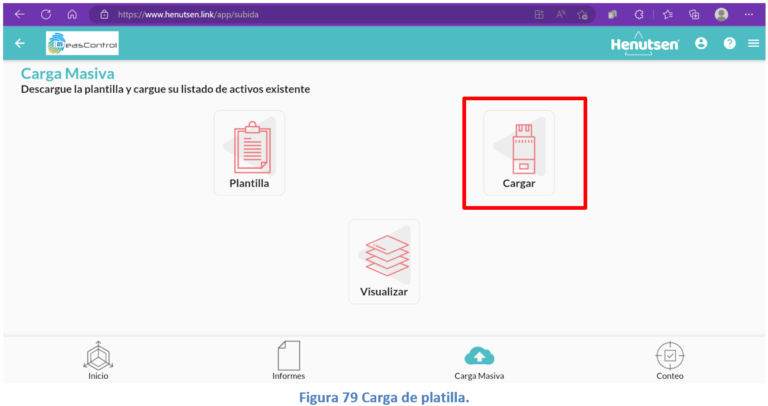 https://www.henutsen.link/app/subida
easControl
Henutsen
Carga Masiva
Descargue la plantilla y cargue su listado de activos existente
Plantilla
Cargar
Visualizar
Inicio
Informes
Carga Masiva
Conteo
Figura 79 Carga de platilla.